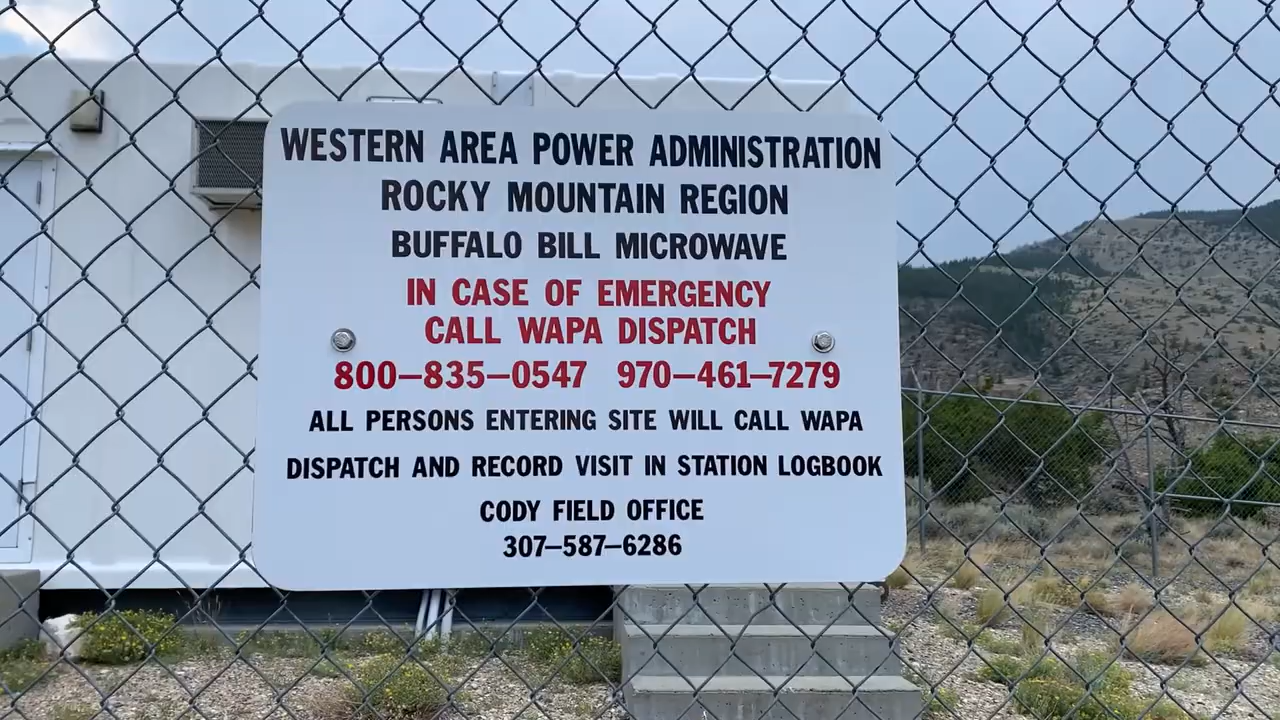 WESTERN AREA POWER ADMINISTRATION
ROCKY MOUNTAIN REGION
BUFFALO BILL MICROWAVE
IN CASE OF EMERGENCY
CALL WAPA DISPATCH
800–835–0547 970–461–7279
ALL PERSONS ENTERING SITE WILL CALL WAPA
DISPATCH AND RECORD VISIT IN STATION LOGBOOK
CODY FIELD OFFICE
307–587–6286